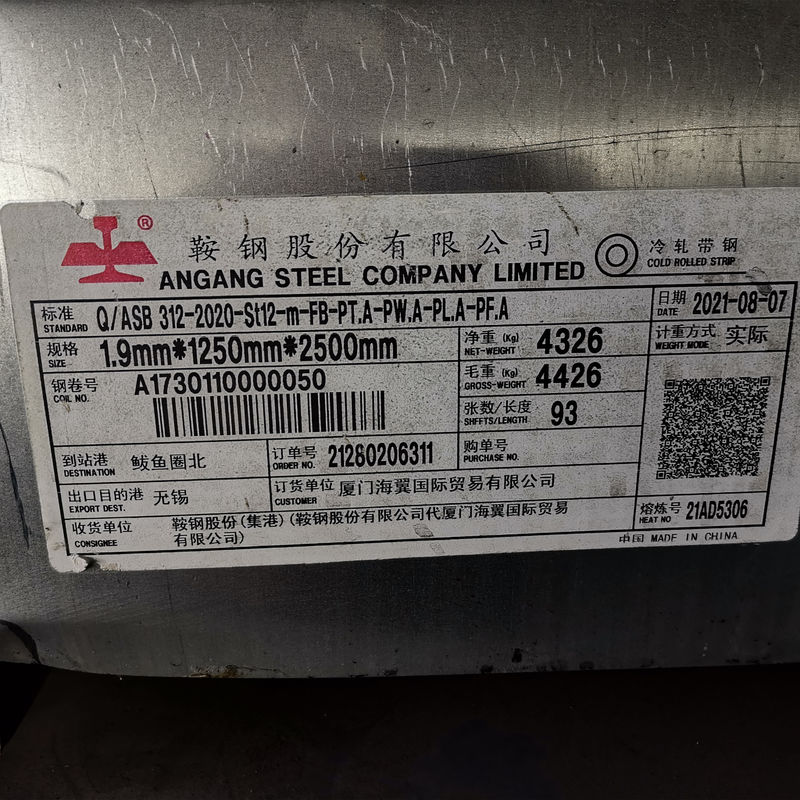 ®
鞍钢股份有限公司
ANGANG STEEL COMPANY LIMITED
冷轧带钢
COLD ROLLED STRIP
标准 STANDARD Q/ASB 312-2020-St12-m-FB-PT.A-PW.A-PL.A-PF.A
日期 DATE 2021-08-07
规格 SIZE 1.9mm*1250mm*2500mm
净重 (Kg) NET-WEIGHT 4326
计重方式 WEIGHT MODE 实际
钢卷号 COIL NO. A1730110000050
毛重 (Kg) GROSS-WEIGHT 4426
张数/长度 SHFFTS/LENGTH 93
到站港 DESTINATION 鲅鱼圈北
订单号 ORDER NO. 21280206311
购单号 PURCHASE NO.
出口目的港 EXPORT DEST. 无锡
订货单位 CUSTOMER 厦门海翼国际贸易有限公司
收货单位 CONSIGNEE 鞍钢股份(集港)(鞍钢股份有限公司代厦门海翼国际贸易
有限公司)
熔炼号 HEAT NO 21AD5306
中国 MADE IN CHINA